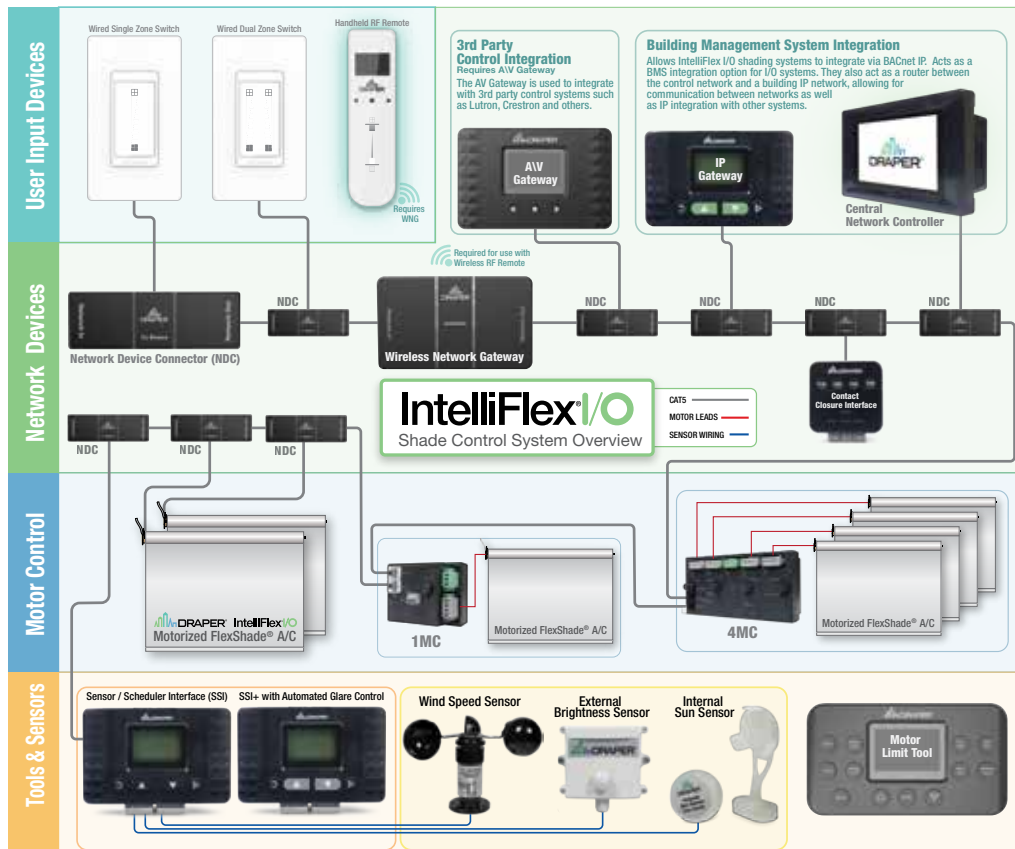 User Input Devices
Wired Single Zone Switch
Wired Dual Zone Switch
Handheld RF Remote
Requires
WNG
3rd Party
Control Integration
Requires A\V Gateway
The AV Gateway is used to integrate
with 3rd party control systems such
as Lutron, Crestron and others.
DRAPER
A\V
Gateway
Building Management System Integration
Allows IntelliFlex I/O shading systems to integrate via BACnet IP. Acts as a
BMS integration option for I/O systems. They also act as a router between
the control network and a building IP network, allowing for
communication between networks as well
as IP integration with other systems.
IP
Gateway
DRAPER
Central
Network Controller
Network Devices
Required for use with
Wireless RF Remote
DRAPER
Network Device Connector (NDC)
NDC
DRAPER
Wireless Network Gateway
NDC
NDC
NDC
NDC
Contact
Closure Interface
IntelliFlex® I/O
Shade Control System Overview
CAT5
MOTOR LEADS
SENSOR WIRING
NDC
NDC
NDC
Motor Control
DRAPER® IntelliFlex I/O
Motorized FlexShade® A/C
1MC
Motorized FlexShade® A/C
4MC
Motorized FlexShade® A/C
Tools & Sensors
Sensor / Scheduler Interface (SSI)
SSI+ with Automated Glare Control
Wind Speed Sensor
External
Brightness Sensor
DRAPER
Internal
Sun Sensor
DRAPER
Motor
Limit Tool